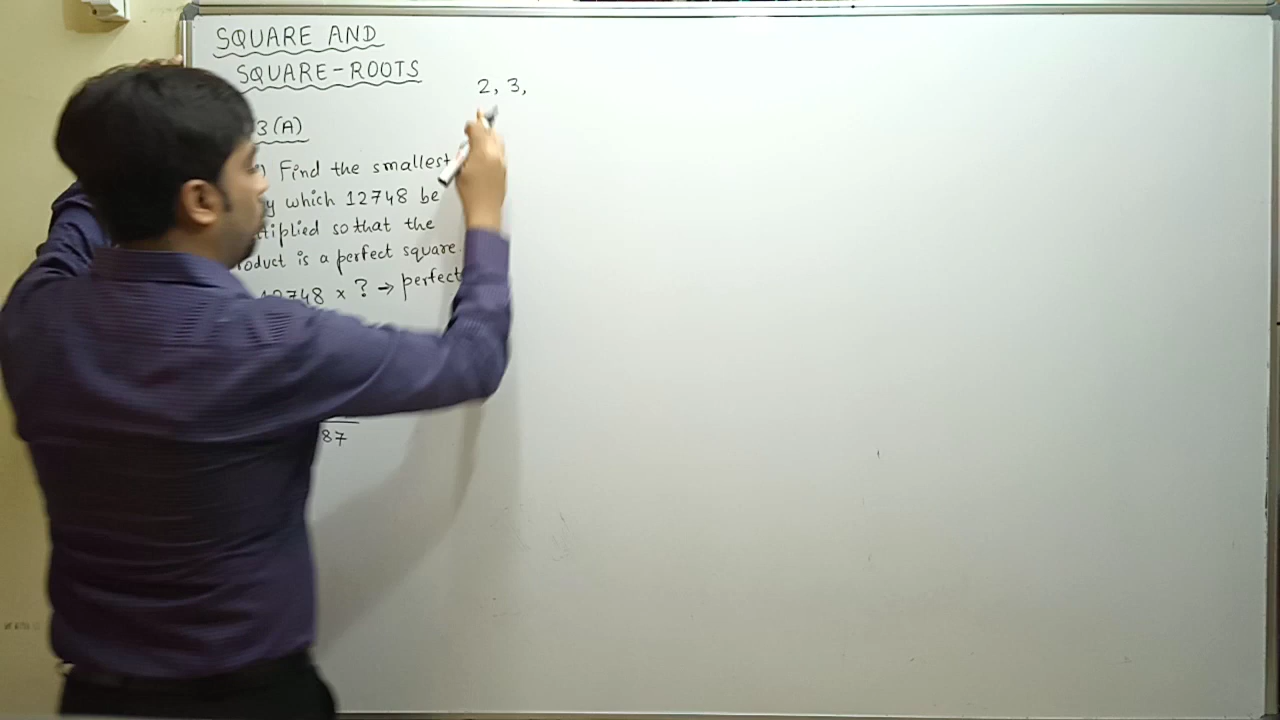 SQUARE AND
SQUARE-ROOTS
2, 3,
3(A)
) Find the smallest
y which 12748 be
tiplied so that the
oduct is a perfect square.
12748 x ? → perfect
87